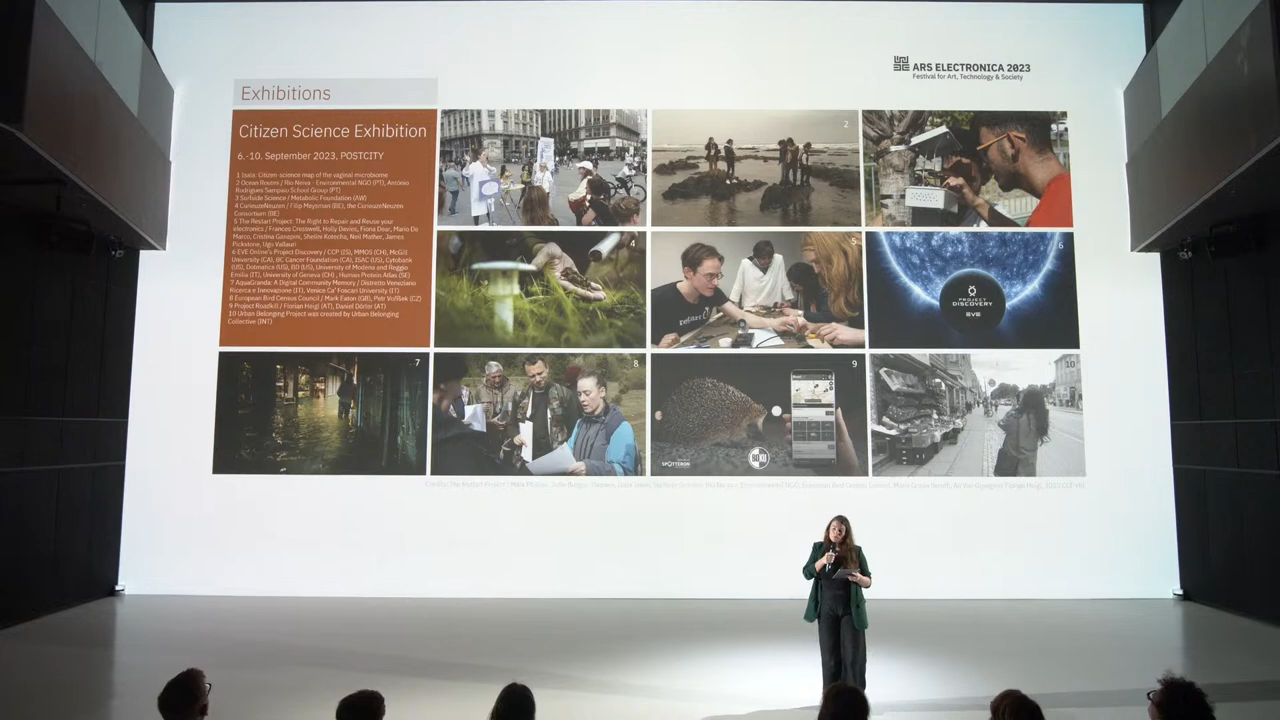 ARS ELECTRONICA 2023
Festival for Art, Technology & Society
Exhibitions
Citizen Science Exhibition
6.-10. September 2023, POSTCITY
1 Isala: Citizen-science map of the vaginal microbiome
2 Ocean Routes / Rio Neiva - Environmental NGO (PT), António
Rodrigues Sampaio School Group (PT)
3 Surfside Science / Metabolic Foundation (AW)
4 CurieuzeNeuzen / Filip Meysman (BE), the CurieuzeNeuzen
Consortium (BE)
5 The Restart Project: The Right to Repair and Reuse your
electronics / Frances Cresswell, Holly Davies, Fiona Dear, Mario De
Marco, Cristina Ganapini, Shelini Kotecha, Neil Mather, James
Pickstone, Ugo Vallauri
6 EVE Online's Project Discovery / CCP (IS), MMOS (CH), McGill
University (CA), BC Cancer Foundation (CA), ISAC (US), Cytobank
(US), Dotmatics (US), BD (US), University of Modena and Reggio
Emilia (IT), University of Geneva (CH), Human Protein Atlas (SE)
7 AquaGranda: A Digital Community Memory / Distretto Veneziano
Ricerca e Innovazione (IT), Venice Ca' Foscari University (IT)
8 European Bird Census Council / Mark Eaton (GB), Petr Voříšek (CZ)
9 Project Roadkill / Florian Heigl (AT), Daniel Dörler (AT)
10 Urban Belonging Project was created by Urban Belonging
Collective (INT)
2
4
restart
5
6
PROJECT
DISCOVERY
EVE
7
8
9
SPOTTERON
BOKU
10